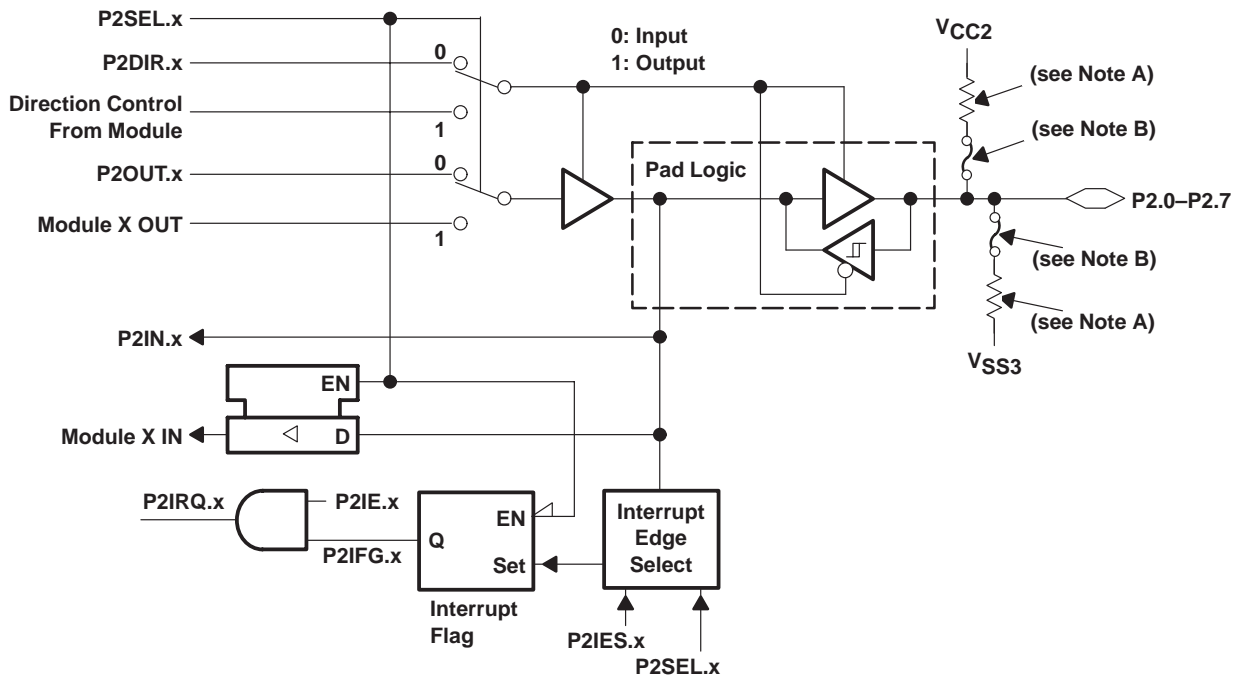 P2SEL.x
P2DIR.x
0
0: Input
1: Output
Direction Control
From Module
1
P2OUT.x
0
Module X OUT
1
Pad Logic
VCC2
(see Note A)
(see Note B)
P2.0–P2.7
(see Note B)
(see Note A)
VSS3
P2IN.x
EN
Module X IN
D
P2IRQ.x
P2IE.x
P2IFG.x
EN
Q
Set
Interrupt
Flag
Interrupt
Edge
Select
P2IES.x
P2SEL.x